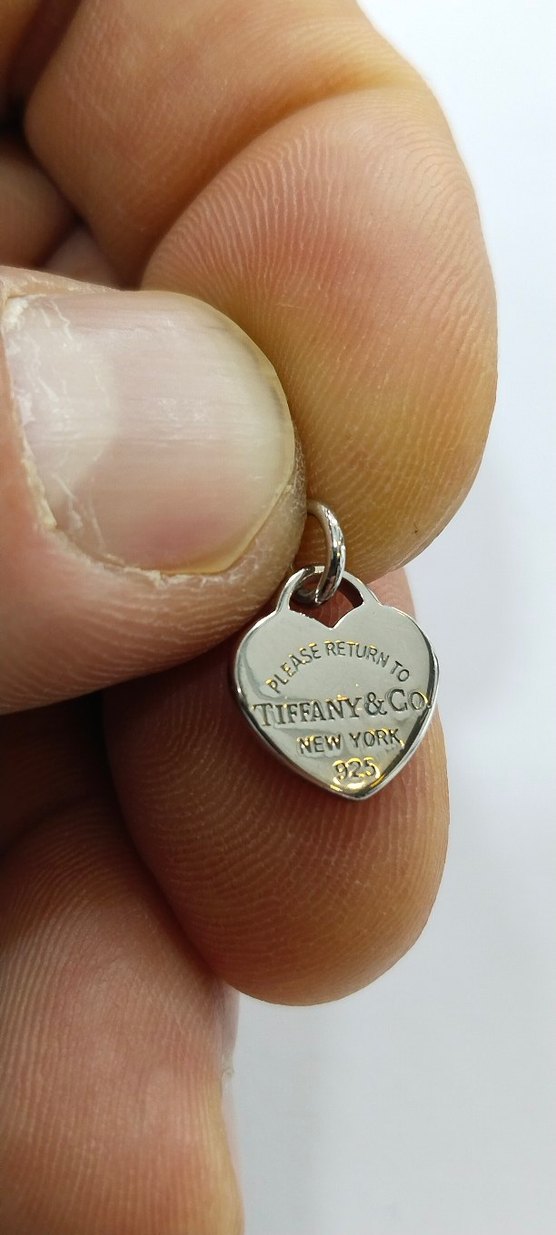 PLEASE RETURN TO
TIFFANY & CO
NEW YORK
925